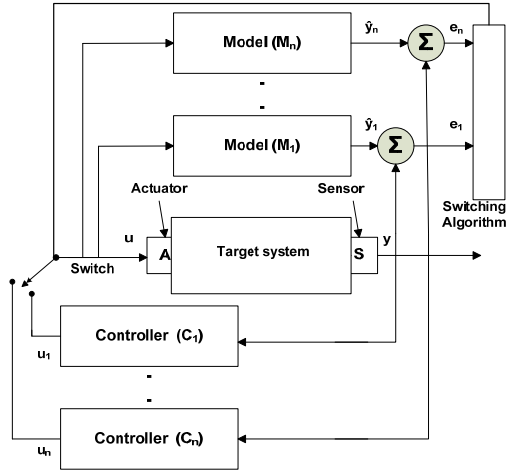 Model (Mn)
ŷn
Σ
en
Model (M1)
ŷ1
Σ
e1
Switching
Algorithm
Actuator
Sensor
u
A
Target system
S
y
Switch
Controller (C1)
u1
Controller (Cn)
un